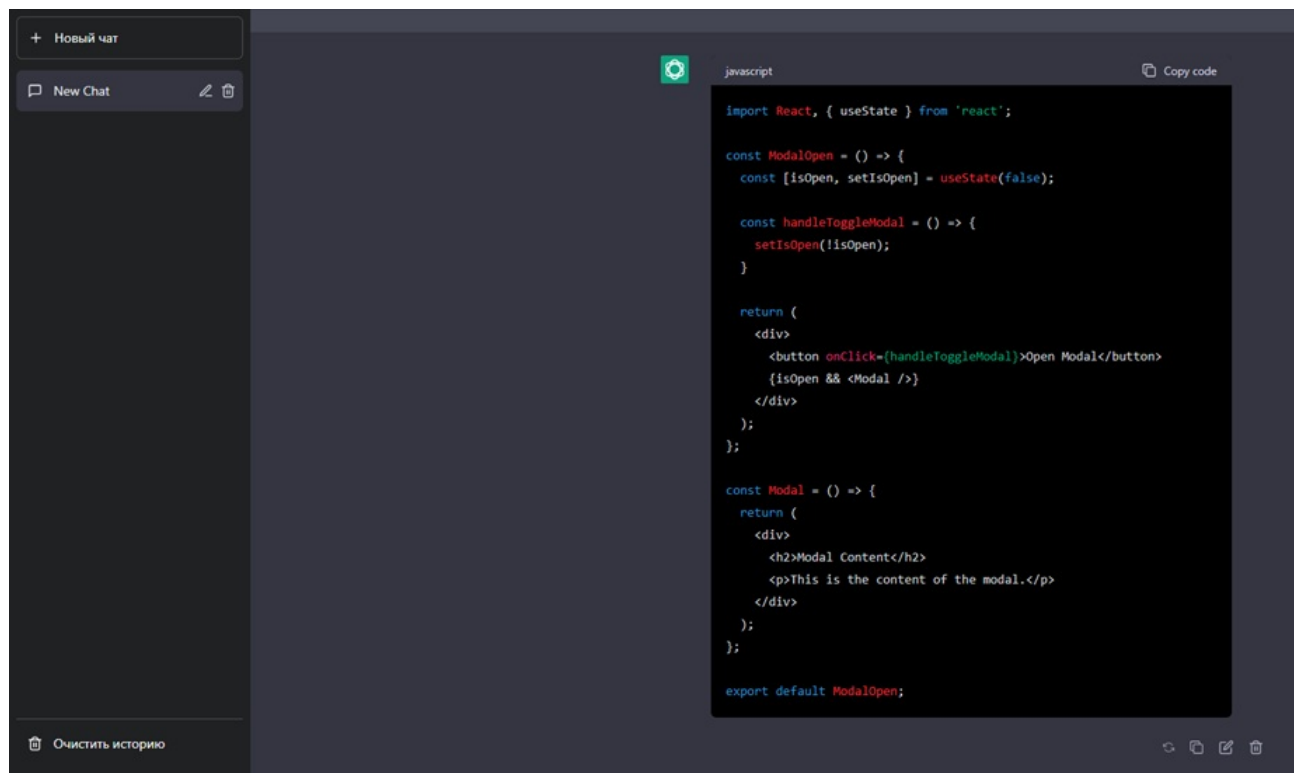 + Новый чат
New Chat
Очистить историю
javascript
Copy code
import React, { useState } from 'react';
const ModalOpen = () => {
  const [isOpen, setIsOpen] = useState(false);
  const handleToggleModal = () => {
    setIsOpen(!isOpen);
  }
  return (
    <div>
      <button onClick={handleToggleModal}>Open Modal</button>
      {isOpen && <Modal />}
    </div>
  );
};
const Modal = () => {
  return (
    <div>
      <h2>Modal Content</h2>
      <p>This is the content of the modal.</p>
    </div>
  );
};
export default ModalOpen;